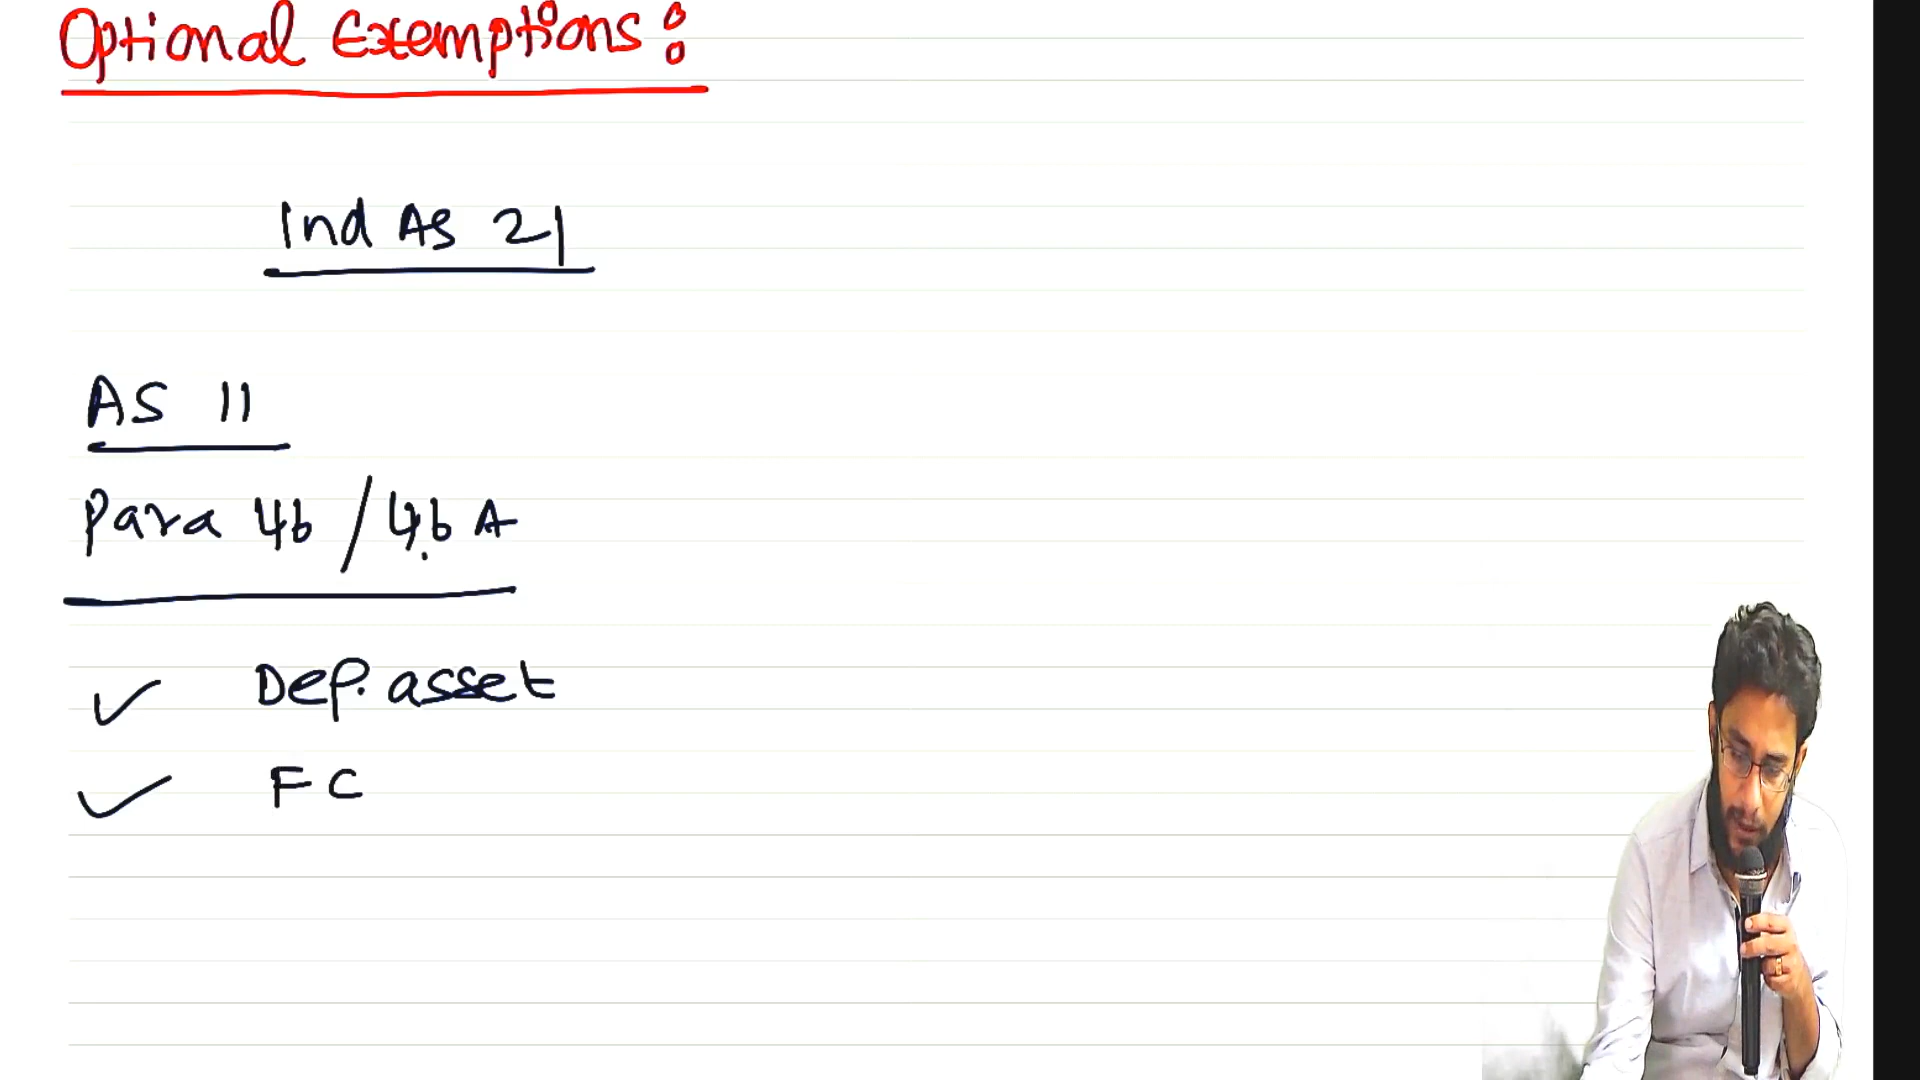 Optional Exemptions:
Ind AS 21
AS 11
Para 46 / 46 A
Dep. asset
FC